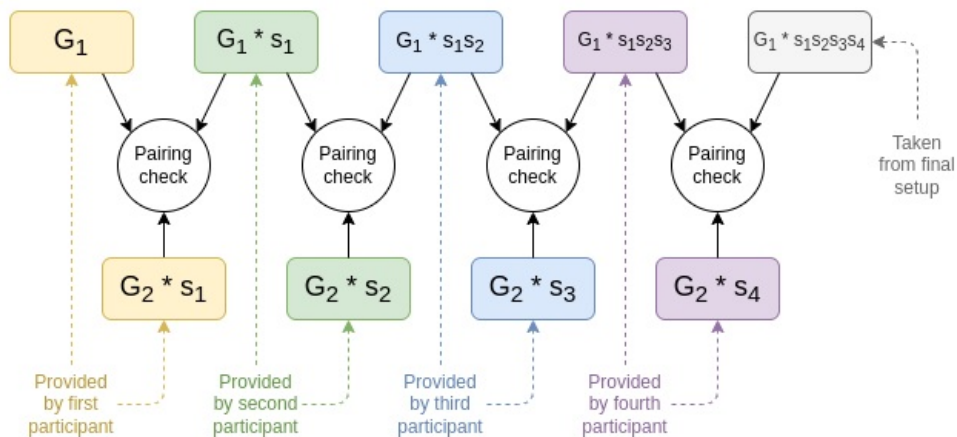 G₁
G₁ * s₁
G₁ * s₁s₂
G₁ * s₁s₂s₃
G₁ * s₁s₂s₃s₄
Pairing
check
Pairing
check
Pairing
check
Pairing
check
Taken
from final
setup
G₂ * s₁
G₂ * s₂
G₂ * s₃
G₂ * s₄
Provided
by first
participant
Provided
by second
participant
Provided
by third
participant
Provided
by fourth
participant